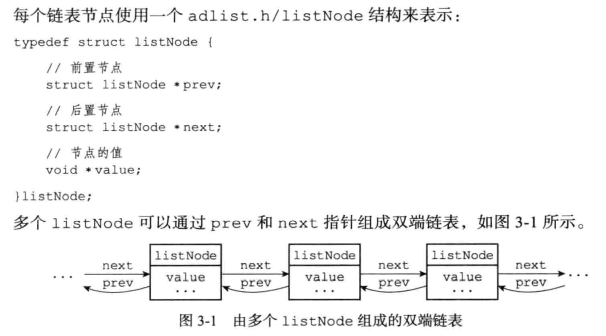 每个链表节点使用一个 adlist.h/listNode 结构来表示：
typedef struct listNode {
// 前置节点
struct listNode *prev;
// 后置节点
struct listNode *next;
// 节点的值
void *value;
}listNode;
多个 listNode 可以通过 prev 和 next 指针组成双端链表，如图 3-1 所示。
listNode listNode listNode
... next next next next ...
prev value prev value prev value prev
... ... ...
图 3-1 由多个 listNode 组成的双端链表